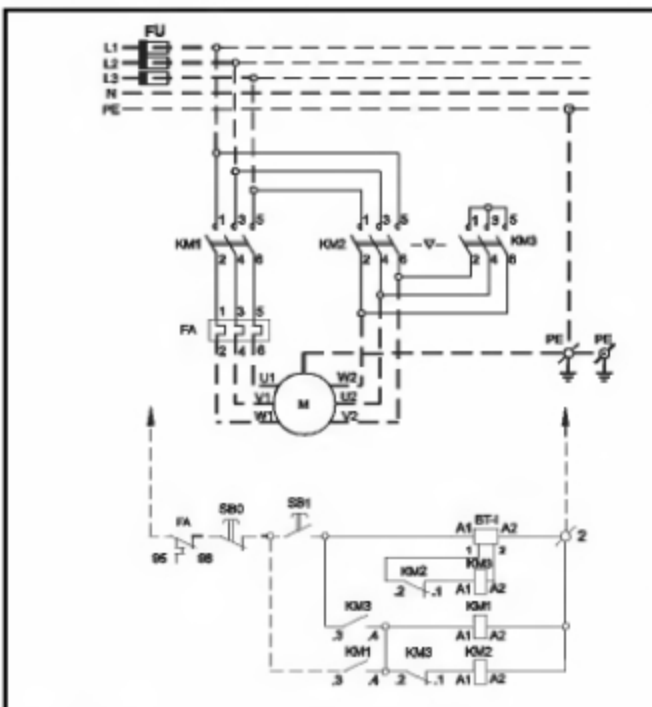 FU
L1
L2
L3
N
PE
1 3 5 1 3 5 1 3 5
KM1 KM2 KM3
2 4 6 2 4 6 2 4 6
1 3 5
FA
2 4 6
PE PE
U1 W2
V1 M U2
W1 V2
FA SB0 SB1 A1 BT-I A2 2
95 98
1 3
KM2 KM3
.2 .1 A1 A2
KM3 KM1
.3 .4 A1 A2
KM1 KM3 KM2
.3 .4 .2 .1 A1 A2